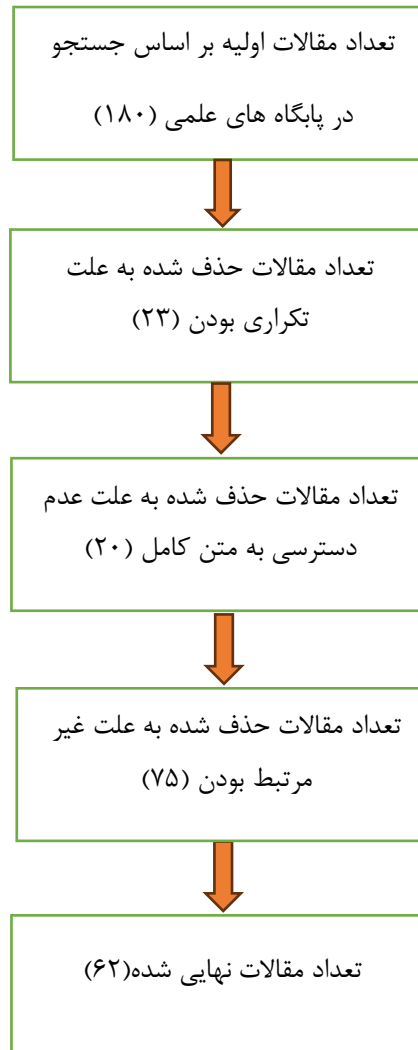 تعداد مقالات اولیه بر اساس جستجو
در پابگاه های علمی (۱۸۰)
تعداد مقالات حذف شده به علت
تکراری بودن (۲۳)
تعداد مقالات حذف شده به علت عدم
دسترسی به متن کامل (۲۰)
تعداد مقالات حذف شده به علت غیر
مرتبط بودن (۷۵)
تعداد مقالات نهایی شده(۶۲)